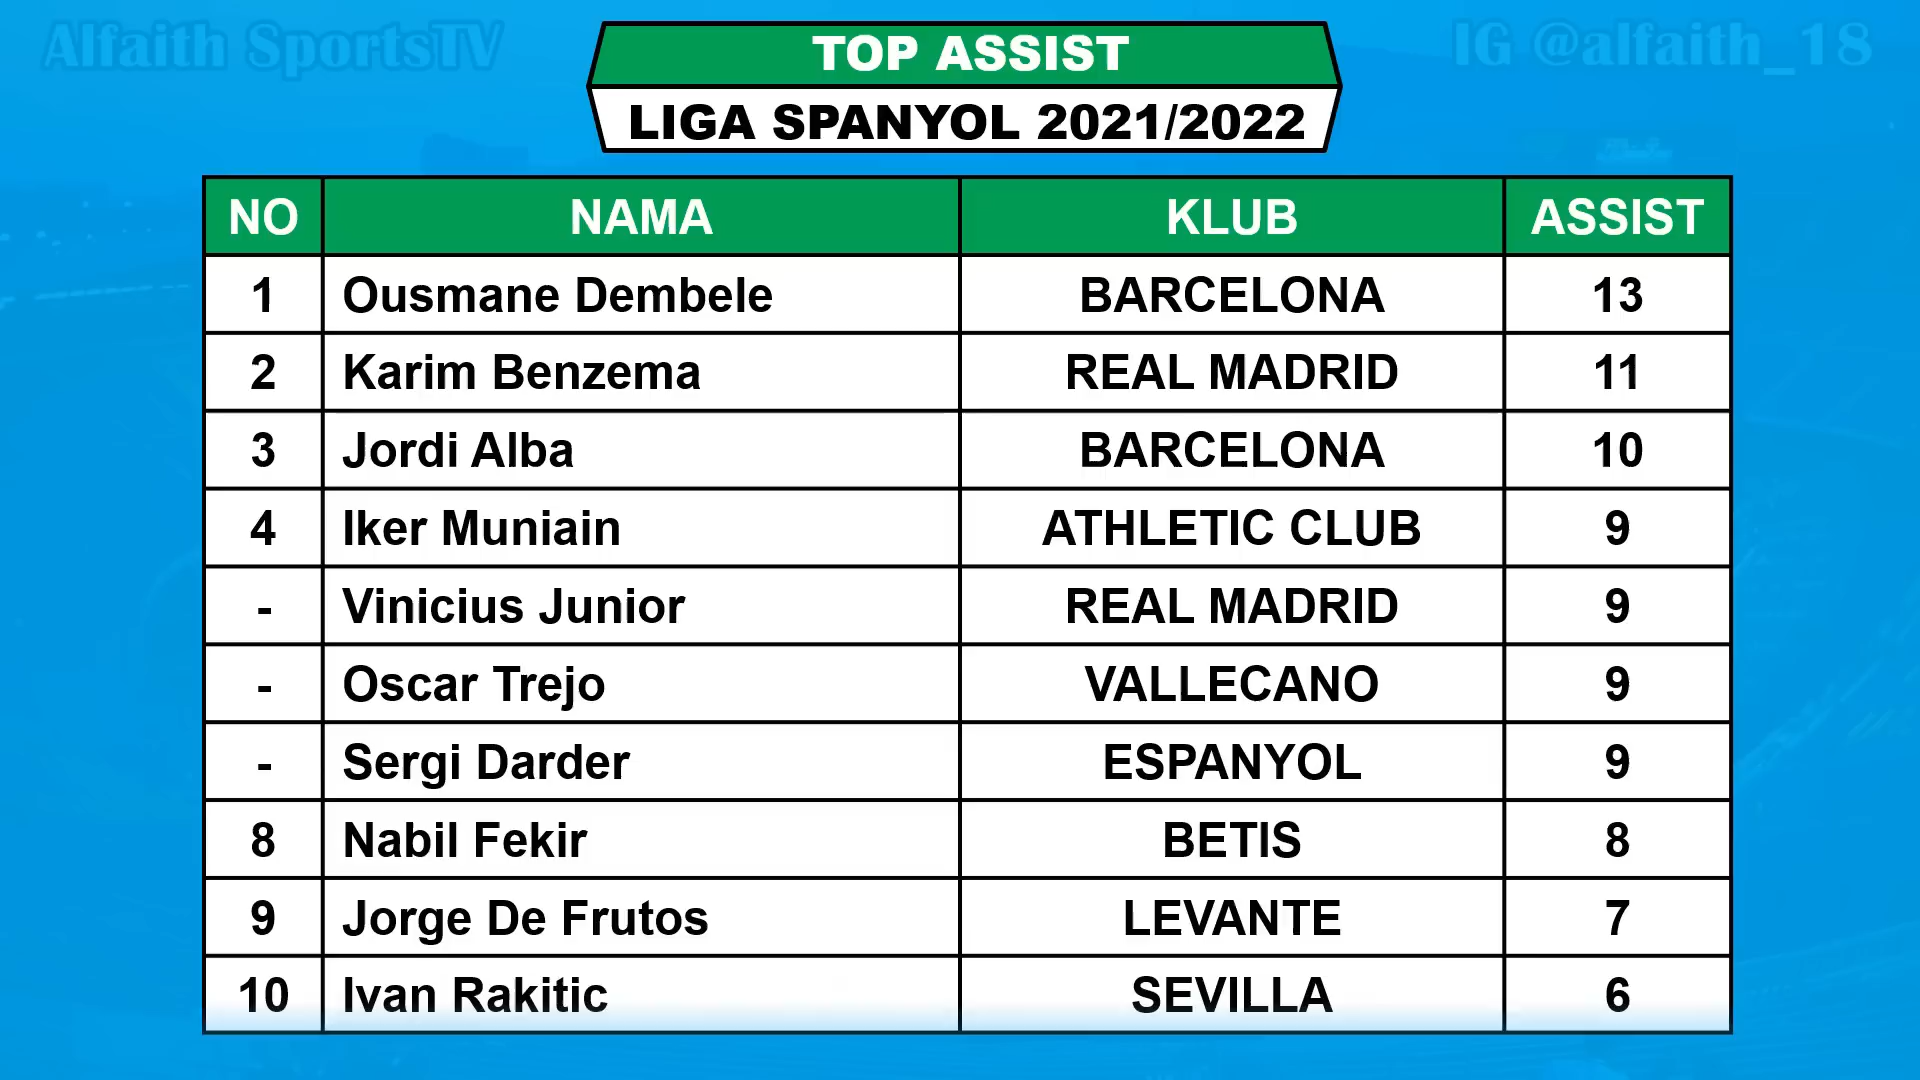 Alfaith SportsTV
TOP ASSIST
IG @alfaith_18
LIGA SPANYOL 2021/2022
NO NAMA KLUB ASSIST
1 Ousmane Dembele BARCELONA 13
2 Karim Benzema REAL MADRID 11
3 Jordi Alba BARCELONA 10
4 Iker Muniain ATHLETIC CLUB 9
- Vinicius Junior REAL MADRID 9
- Oscar Trejo VALLECANO 9
- Sergi Darder ESPANYOL 9
8 Nabil Fekir BETIS 8
9 Jorge De Frutos LEVANTE 7
10 Ivan Rakitic SEVILLA 6